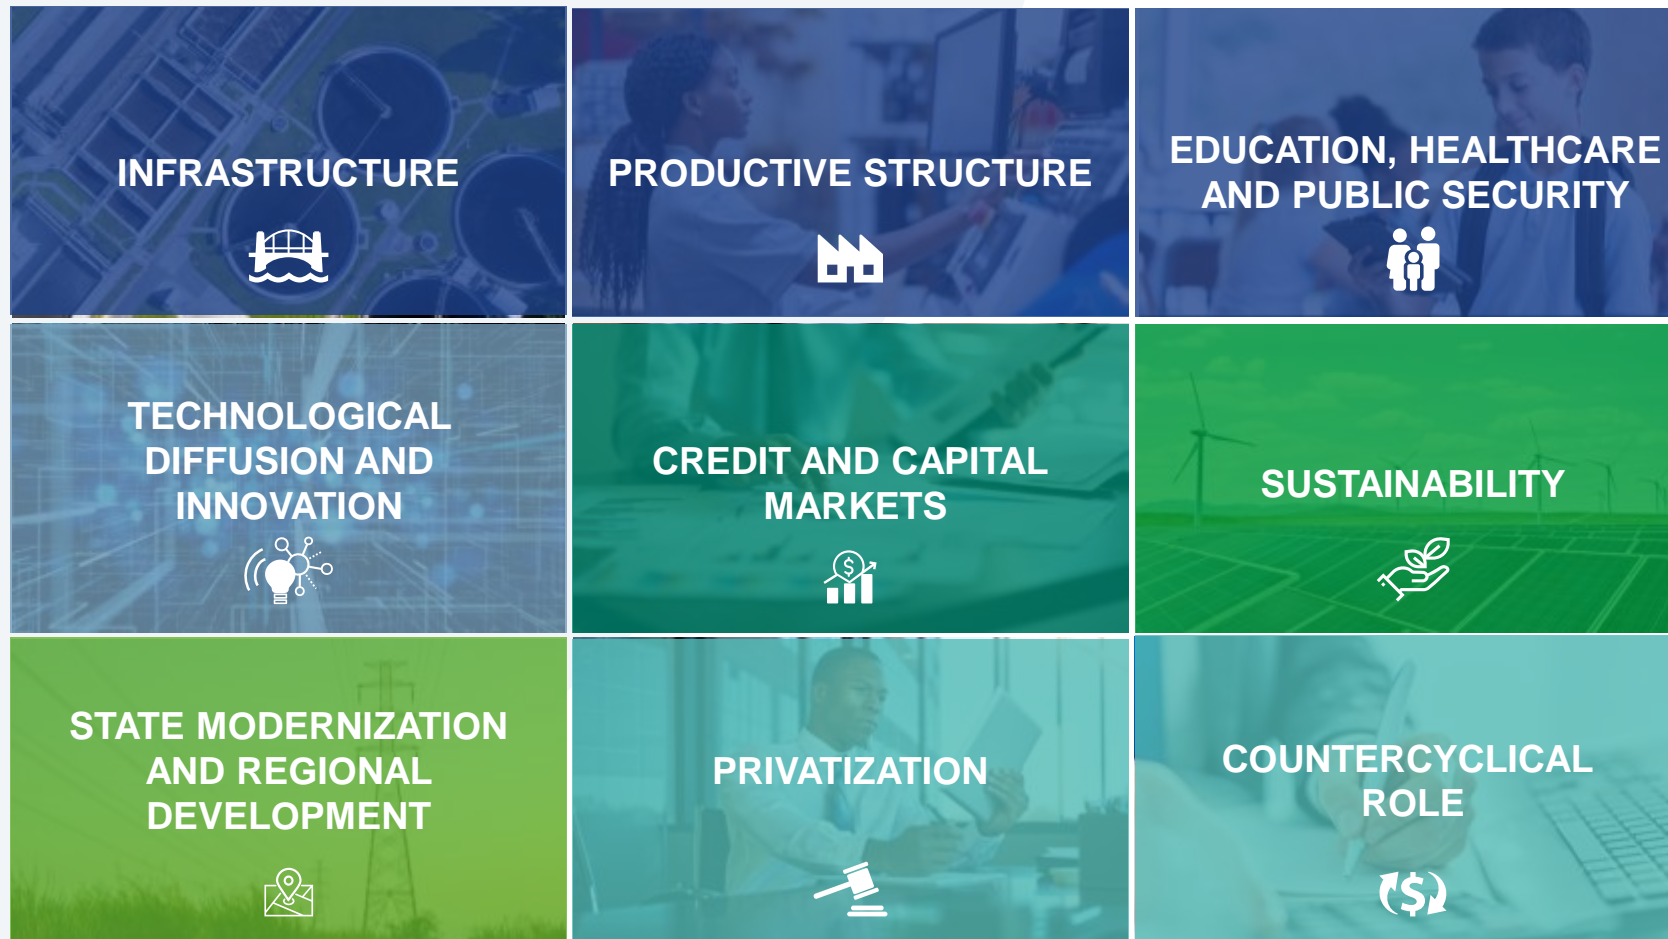 INFRASTRUCTURE
PRODUCTIVE STRUCTURE
EDUCATION, HEALTHCARE
AND PUBLIC SECURITY
TECHNOLOGICAL
DIFFUSION AND
INNOVATION
CREDIT AND CAPITAL
MARKETS
SUSTAINABILITY
STATE MODERNIZATION
AND REGIONAL
DEVELOPMENT
PRIVATIZATION
COUNTERCYCLICAL
ROLE